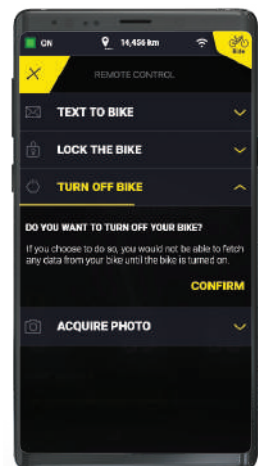 ON 14,456 km
Ride
REMOTE CONTROL
TEXT TO BIKE
LOCK THE BIKE
TURN OFF BIKE
DO YOU WANT TO TURN OFF YOUR BIKE?
If you choose to do so, you would not be able to fetch
any data from your bike until the bike is turned on.
CONFIRM
ACQUIRE PHOTO